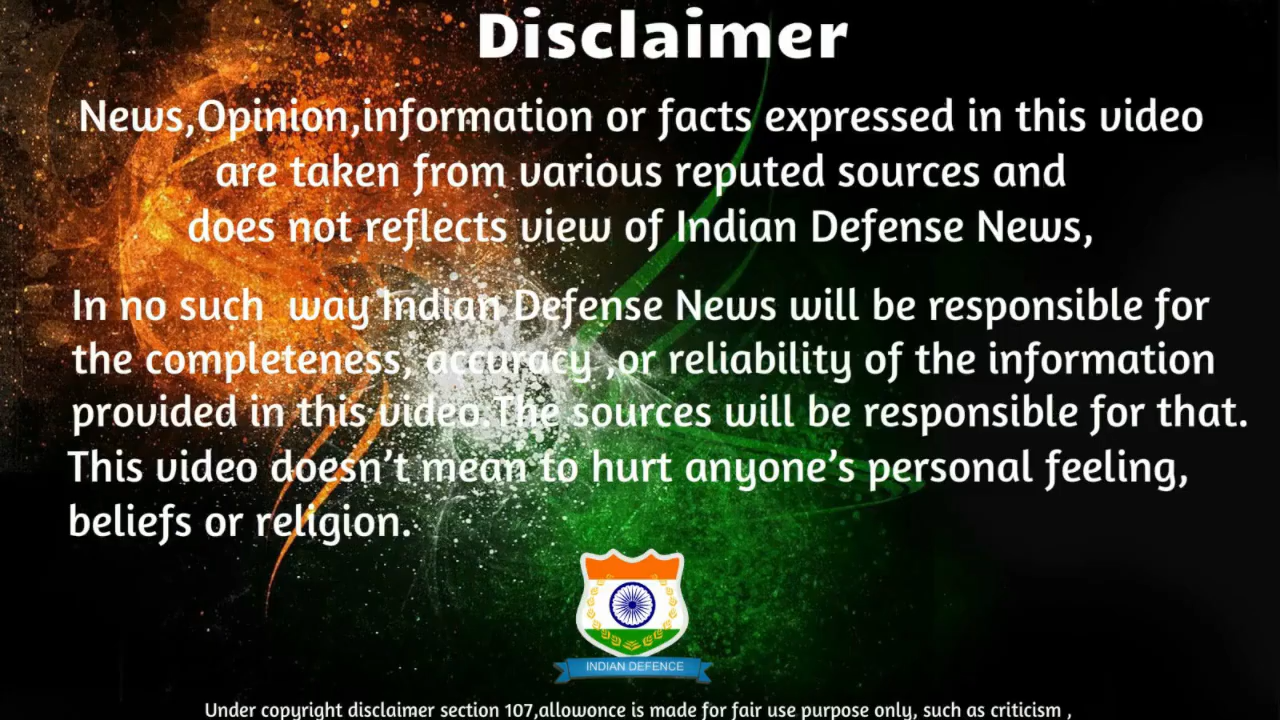 Disclaimer
News,Opinion,information or facts expressed in this video
are taken from various reputed sources and
does not reflects view of Indian Defense News,
In no such way Indian Defense News will be responsible for
the completeness, accuracy ,or reliability of the information
provided in this video.The sources will be responsible for that.
This video doesn't mean to hurt anyone's personal feeling,
beliefs or religion.
INDIAN DEFENCE
Under copyright disclaimer section 107,allowonce is made for fair use purpose only, such as criticism ,